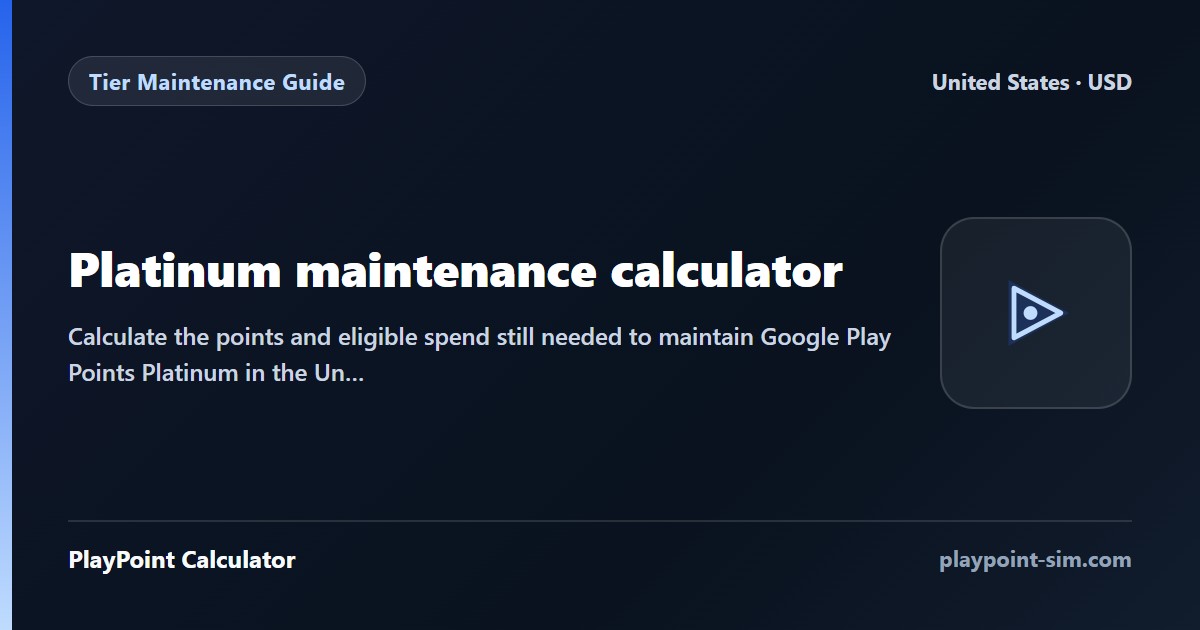 Tier Maintenance Guide
United States · USD
Platinum maintenance calculator
Calculate the points and eligible spend still needed to maintain Google Play
Points Platinum in the Un...
PlayPoint Calculator
playpoint-sim.com